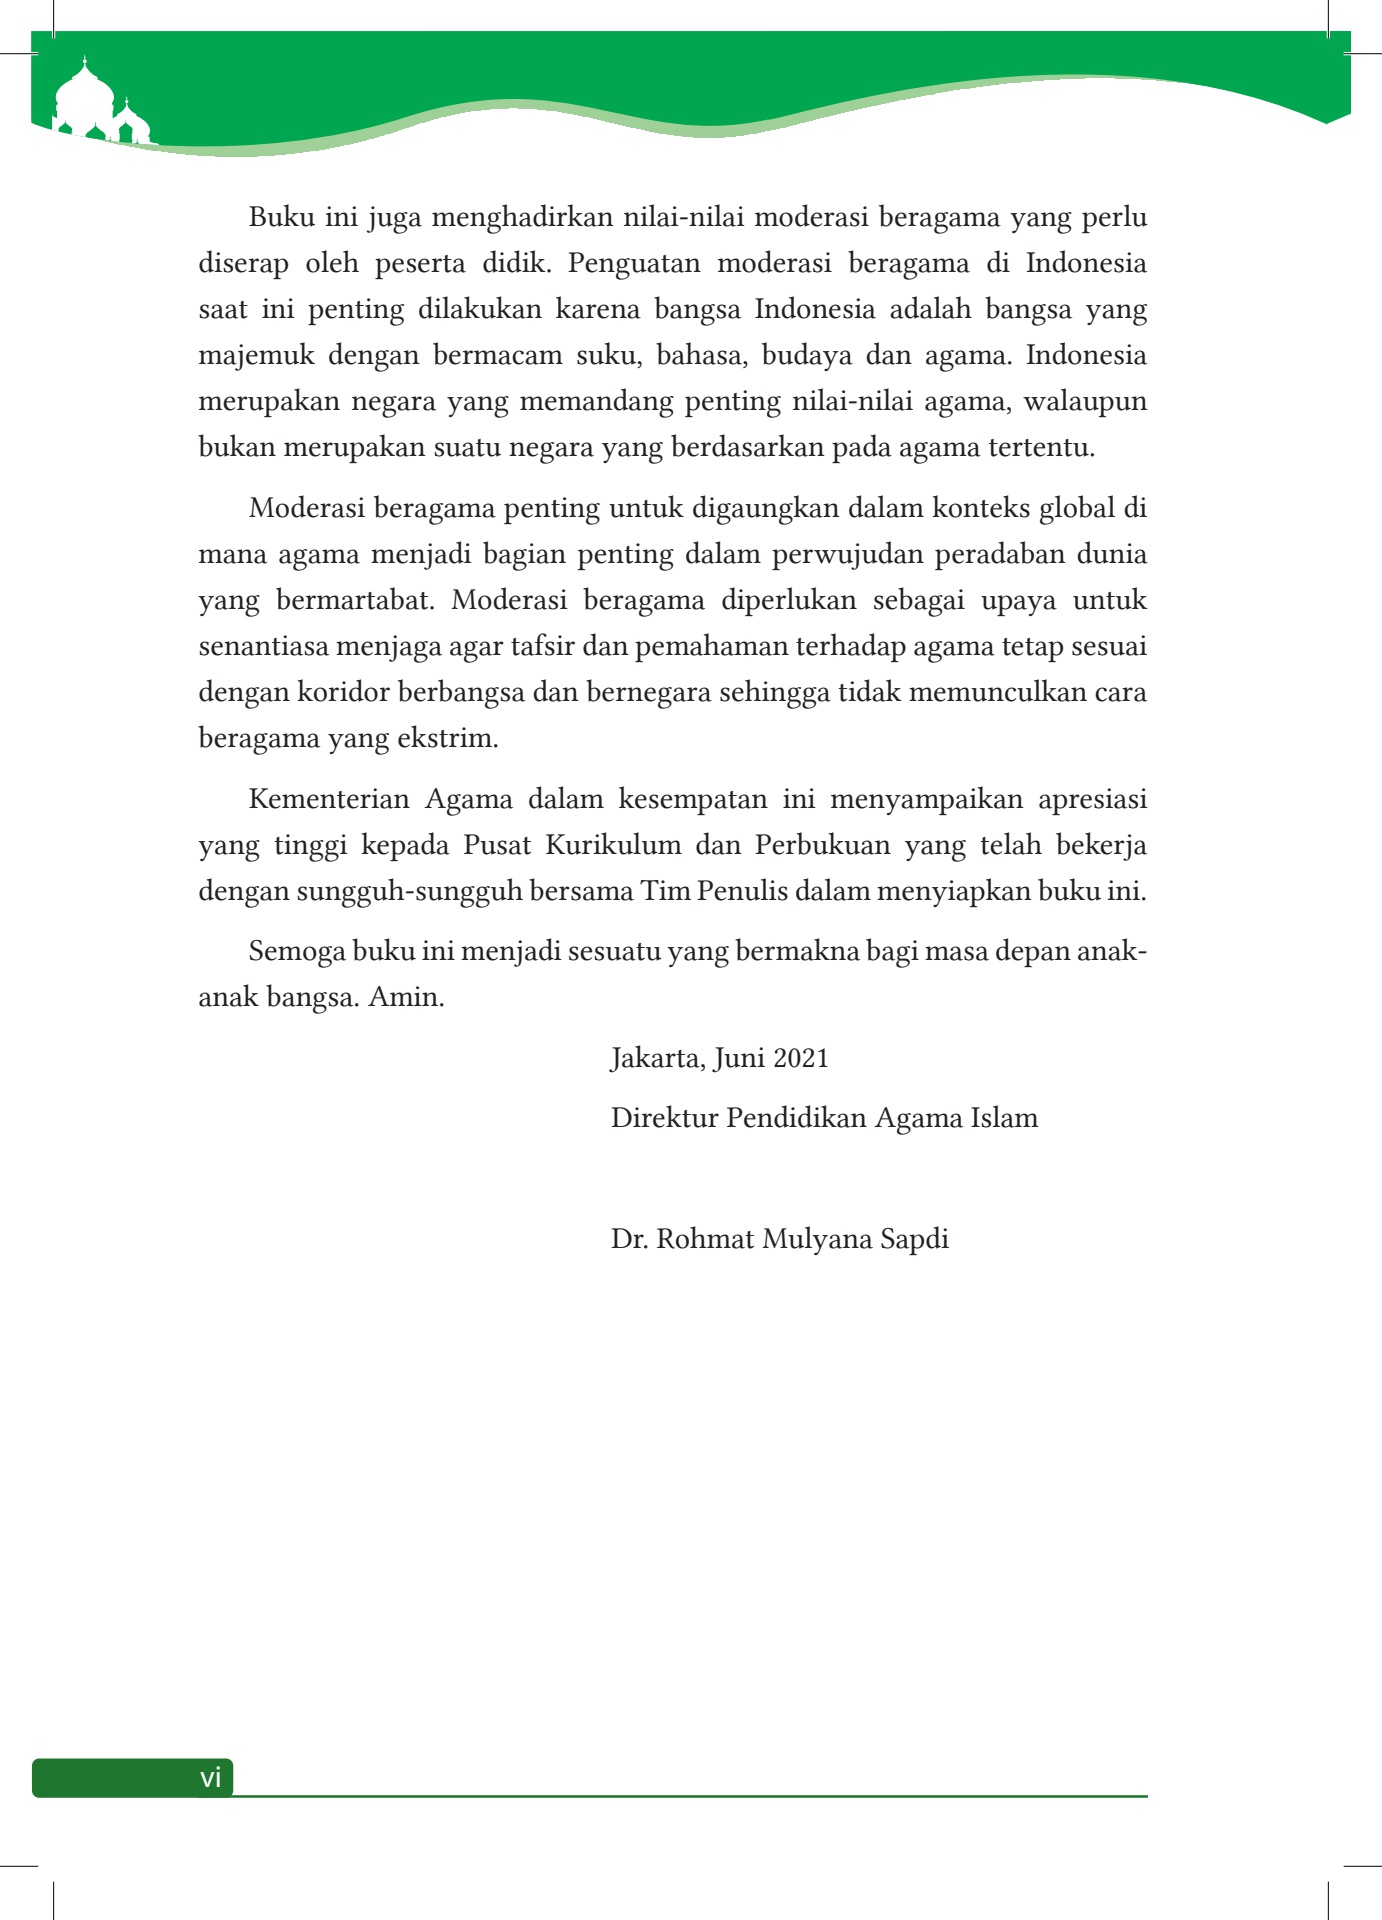 Buku ini juga menghadirkan nilai-nilai moderasi beragama yang perlu
diserap oleh peserta didik. Penguatan moderasi beragama di Indonesia
saat ini penting dilakukan karena bangsa Indonesia adalah bangsa yang
majemuk dengan bermacam suku, bahasa, budaya dan agama. Indonesia
merupakan negara yang memandang penting nilai-nilai agama, walaupun
bukan merupakan suatu negara yang berdasarkan pada agama tertentu.
Moderasi beragama penting untuk digaungkan dalam konteks global di
mana agama menjadi bagian penting dalam perwujudan peradaban dunia
yang bermartabat. Moderasi beragama diperlukan sebagai upaya untuk
senantiasa menjaga agar tafsir dan pemahaman terhadap agama tetap sesuai
dengan koridor berbangsa dan bernegara sehingga tidak memunculkan cara
beragama yang ekstrim.
Kementerian Agama dalam kesempatan ini menyampaikan apresiasi
yang tinggi kepada Pusat Kurikulum dan Perbukuan yang telah bekerja
dengan sungguh-sungguh bersama Tim Penulis dalam menyiapkan buku ini.
Semoga buku ini menjadi sesuatu yang bermakna bagi masa depan anak-
anak bangsa. Amin.
Jakarta, Juni 2021
Direktur Pendidikan Agama Islam
Dr. Rohmat Mulyana Sapdi
vi